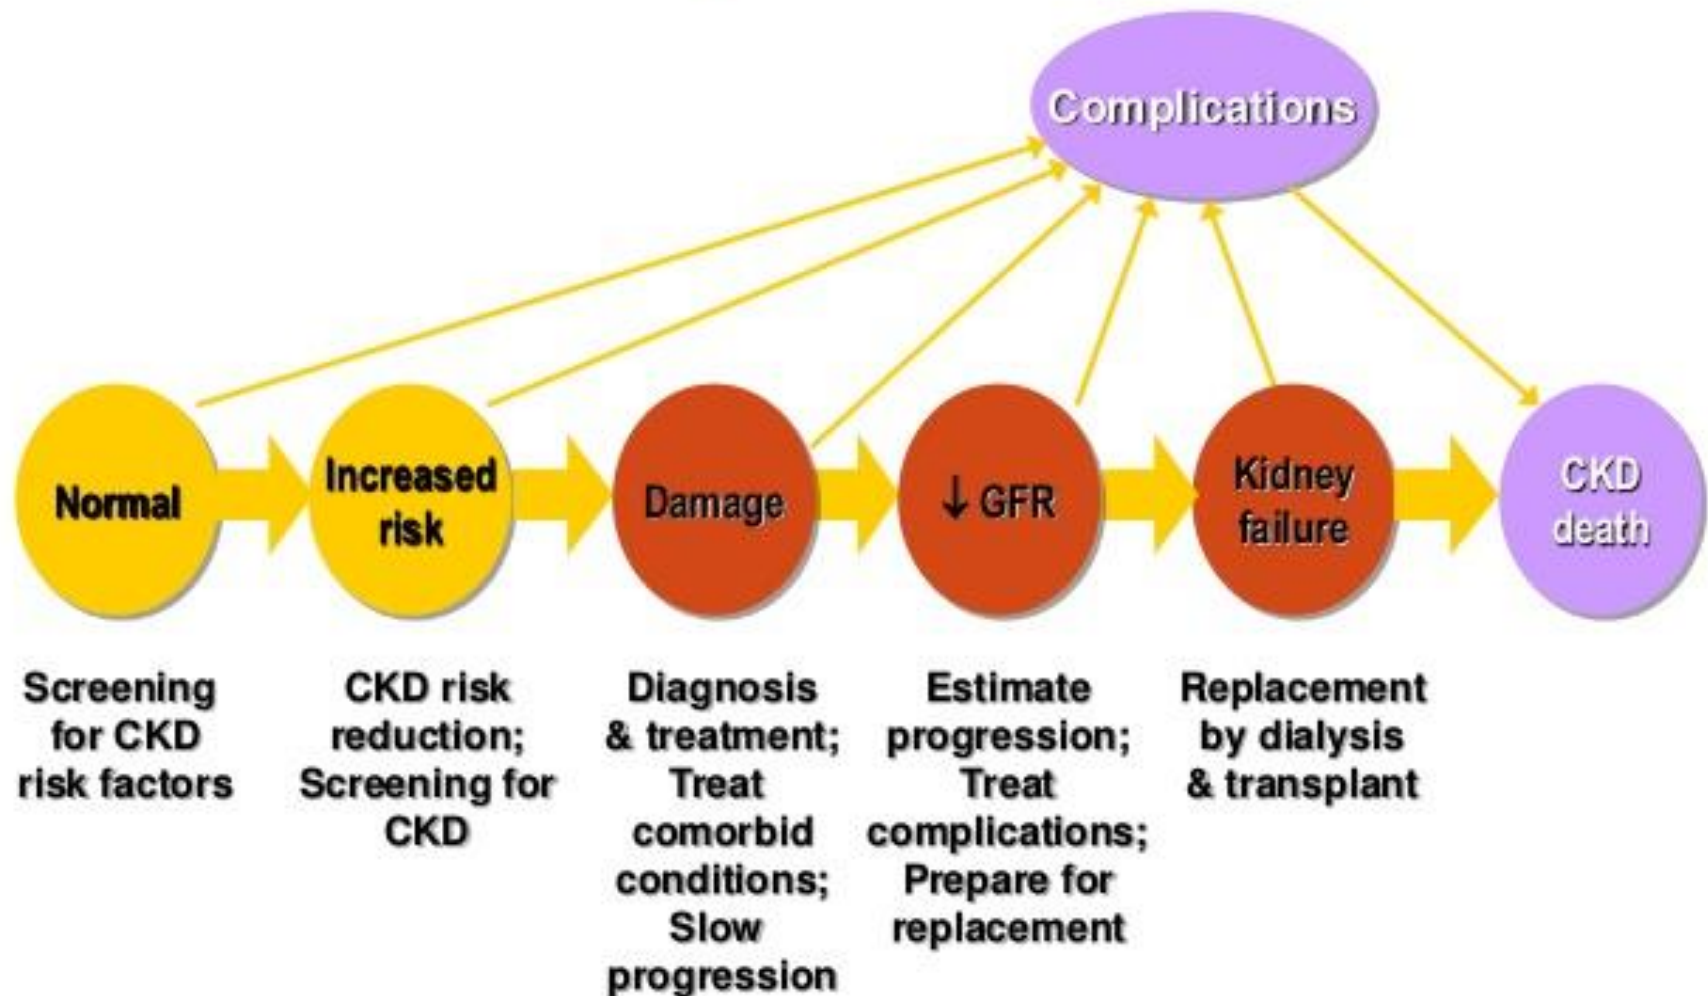 Complications
Normal
Increased
risk
Damage
↓ GFR
Kidney
failure
CKD
death
Screening
for CKD
risk factors
CKD risk
reduction;
Screening for
CKD
Diagnosis
& treatment;
Treat
comorbid
conditions;
Slow
progression
Estimate
progression;
Treat
complications;
Prepare for
replacement
Replacement
by dialysis
& transplant